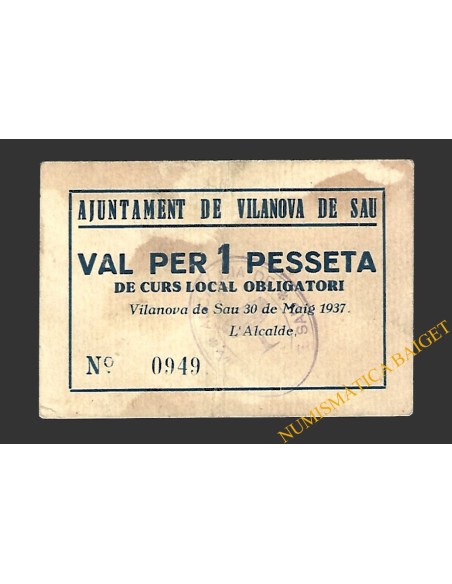 AJUNTAMENT DE VILANOVA DE SAU
VAL PER 1 PESSETA
DE CURS LOCAL OBLIGATORI
Vilanova de Sau 30 de Maig 1937
L'Alcalde,
Nº 0949
NUMISMÀTICA BAIGET